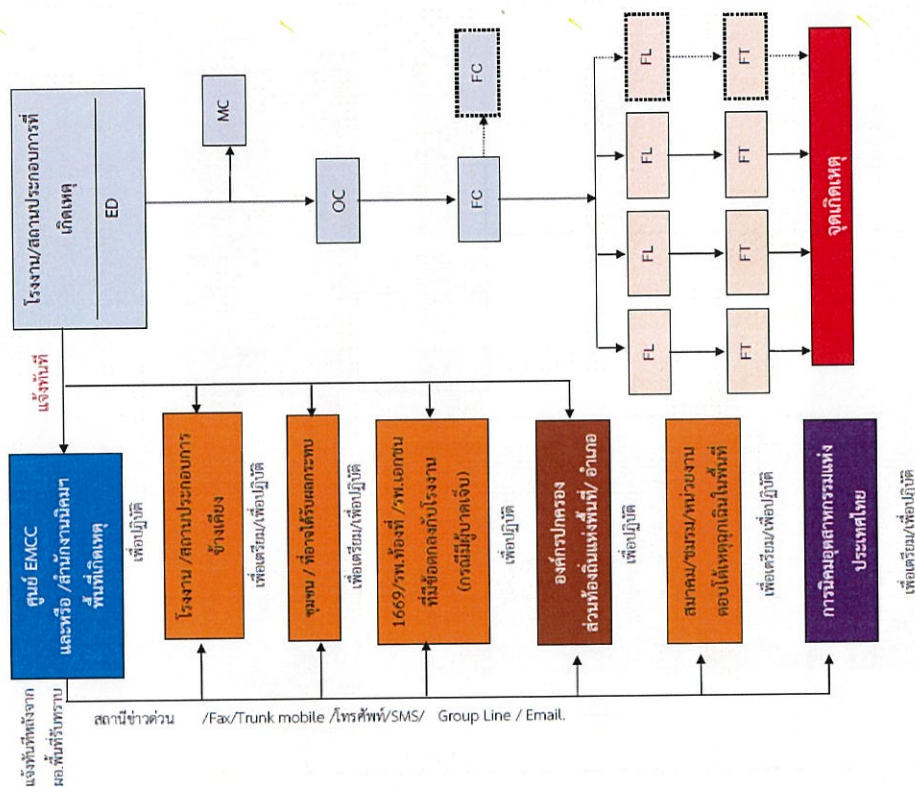 แจ้งทันทีหลังจาก
ผอ.พื้นที่รับทราบ
ศูนย์ EMCC
และหรือ /สำนักงานนิคมฯ
พื้นที่เกิดเหตุ
เพื่อปฏิบัติ
แจ้งทันที
โรงงาน/สถานประกอบการที่
เกิดเหตุ
ED
MC
OC
FC
FC
FL
FL
FL
FL
FT
FT
FT
FT
จุดเกิดเหตุ
สถานีข่าวด่วน /Fax/Trunk mobile /โทรศัพท์/SMS/ Group Line / Email.
โรงงาน /สถานประกอบการ
ข้างเคียง
เพื่อเตรียม/เพื่อปฏิบัติ
ชุมชน / ที่อาจได้รับผลกระทบ
เพื่อเตรียม/เพื่อปฏิบัติ
1669/รพ.ท้องที่ /รพ.เอกชน
ที่มีข้อตกลงกับโรงงาน
(กรณีมีผู้บาดเจ็บ)
เพื่อปฏิบัติ
องค์กรปกครอง
ส่วนท้องถิ่นแห่งพื้นที่/ อำเภอ
เพื่อปฏิบัติ
สมาคม/ชมรม/หน่วยงาน
ตอบโต้เหตุฉุกเฉินในพื้นที่
เพื่อเตรียม/เพื่อปฏิบัติ
การนิคมอุตสาหกรรมแห่ง
ประเทศไทย
เพื่อเตรียม/เพื่อปฏิบัติ